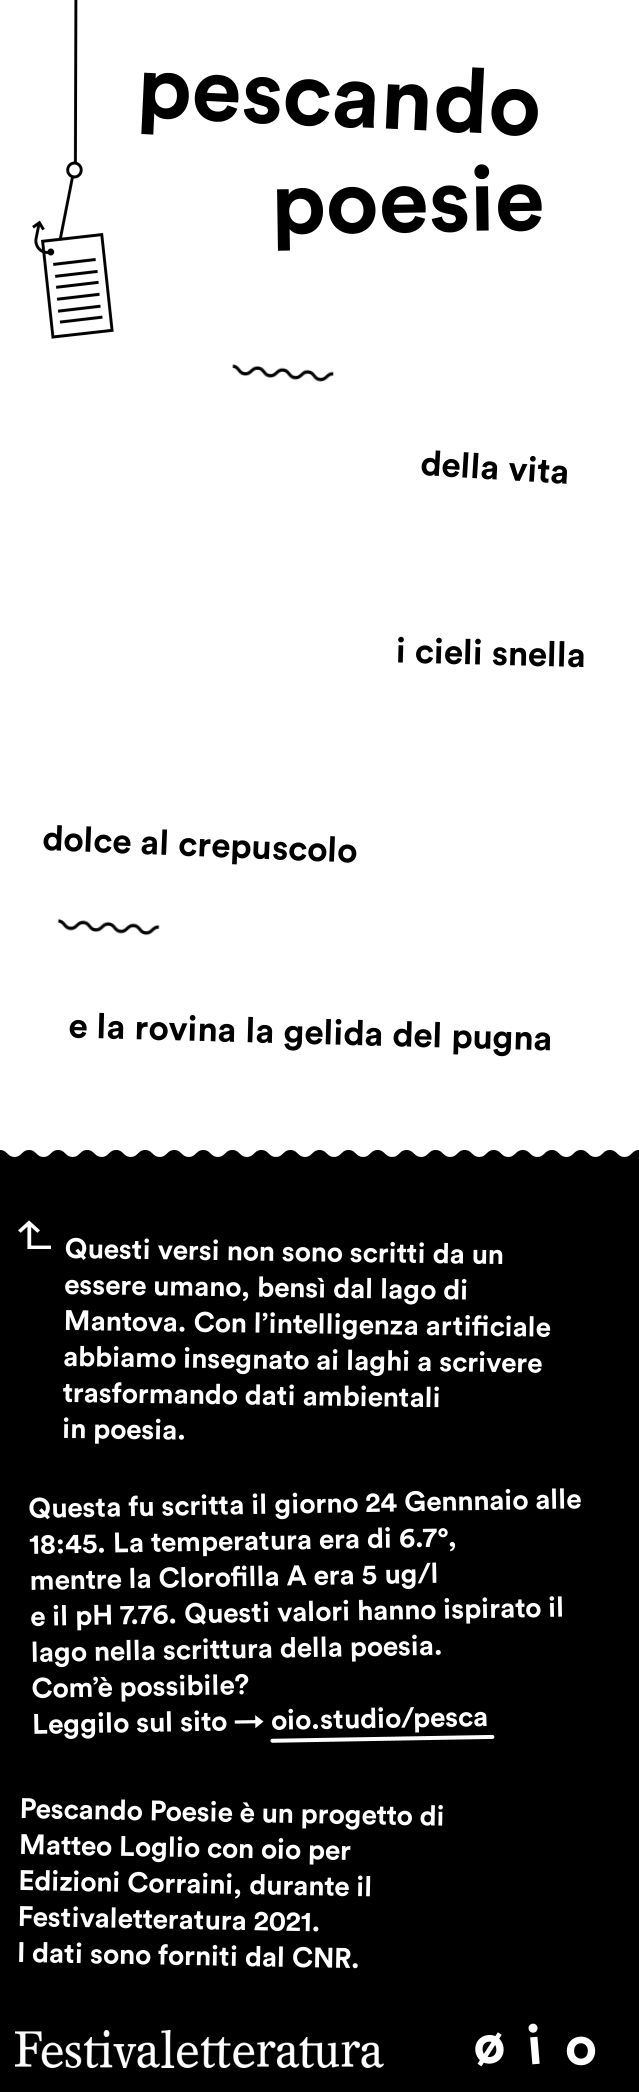 pescando
poesie
della vita
i cieli snella
dolce al crepuscolo
e la rovina la gelida del pugna
Questi versi non sono scritti da un
essere umano, bensì dal lago di
Mantova. Con l’intelligenza artificiale
abbiamo insegnato ai laghi a scrivere
trasformando dati ambientali
in poesia.
Questa fu scritta il giorno 24 Gennnaio alle
18:45. La temperatura era di 6.7°,
mentre la Clorofilla A era 5 ug/l
e il pH 7.76. Questi valori hanno ispirato il
lago nella scrittura della poesia.
Com’è possibile?
Leggilo sul sito → oio.studio/pesca
Pescando Poesie è un progetto di
Matteo Loglio con oio per
Edizioni Corraini, durante il
Festivaletteratura 2021.
I dati sono forniti dal CNR.
Festivaletteratura ø i o